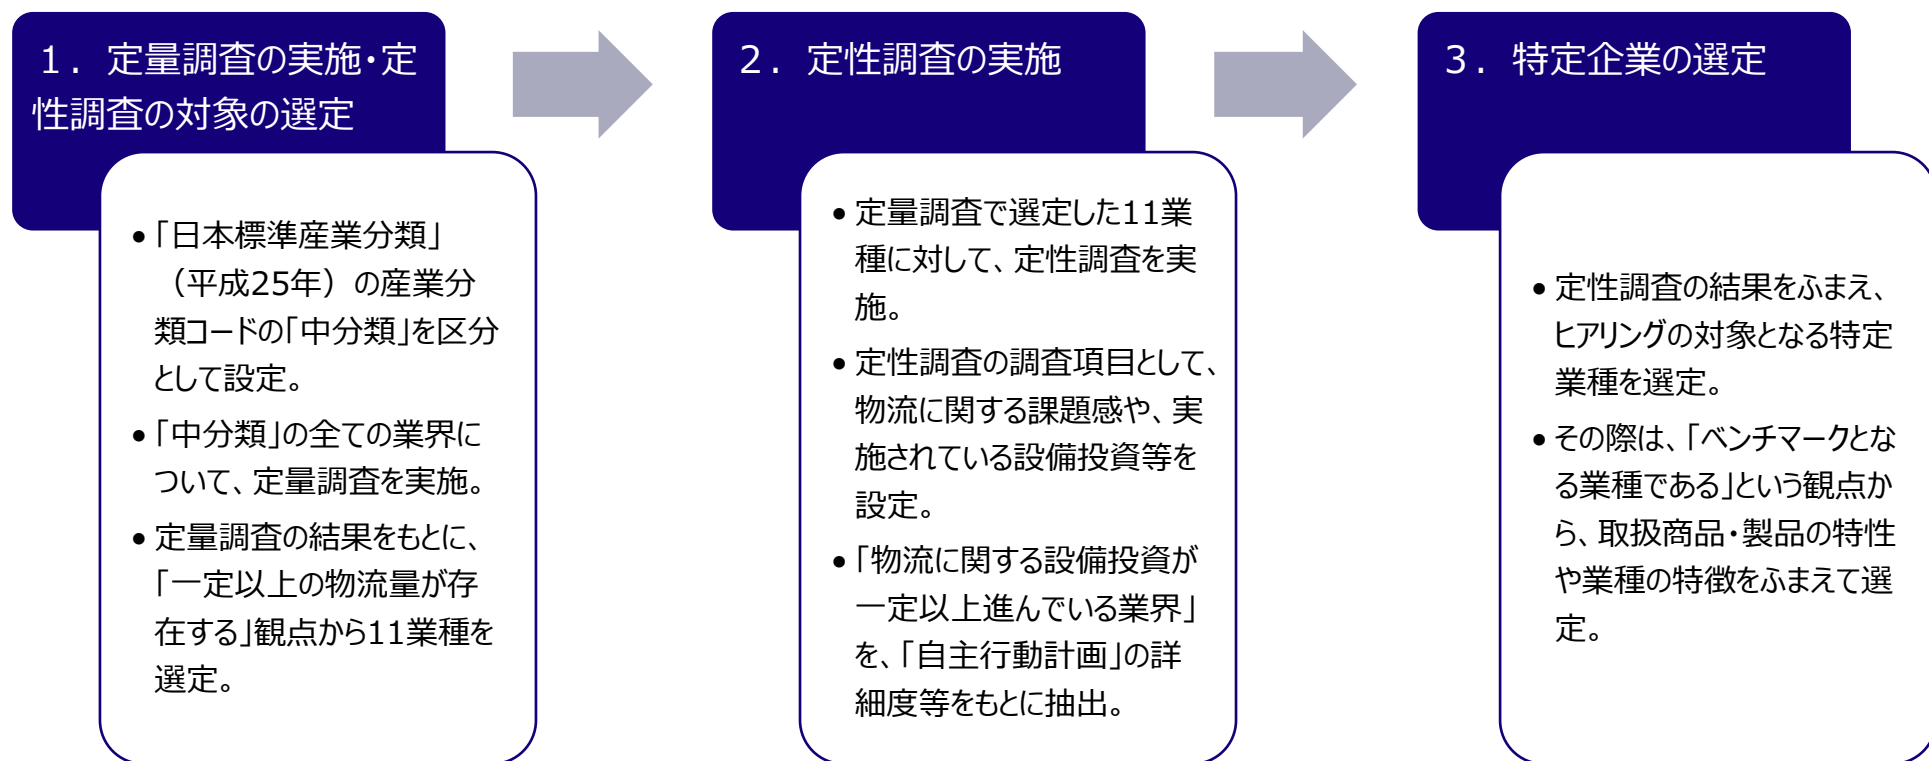 １．定量調査の実施・定
性調査の対象の選定
•「日本標準産業分類」
（平成25年）の産業分
類コードの「中分類」を区分
として設定。
•「中分類」の全ての業界に
ついて、定量調査を実施。
• 定量調査の結果をもとに、
「一定以上の物流量が存
在する」観点から11業種を
選定。
２．定性調査の実施
• 定量調査で選定した11業
種に対して、定性調査を実
施。
• 定性調査の調査項目として、
物流に関する課題感や、実
施されている設備投資等を
設定。
•「物流に関する設備投資が
一定以上進んでいる業界」
を、「自主行動計画」の詳
細度等をもとに抽出。
３．特定企業の選定
• 定性調査の結果をふまえ、
ヒアリングの対象となる特定
業種を選定。
• その際は、「ベンチマークとな
る業種である」という観点か
ら、取扱商品・製品の特性
や業種の特徴をふまえて選
定。